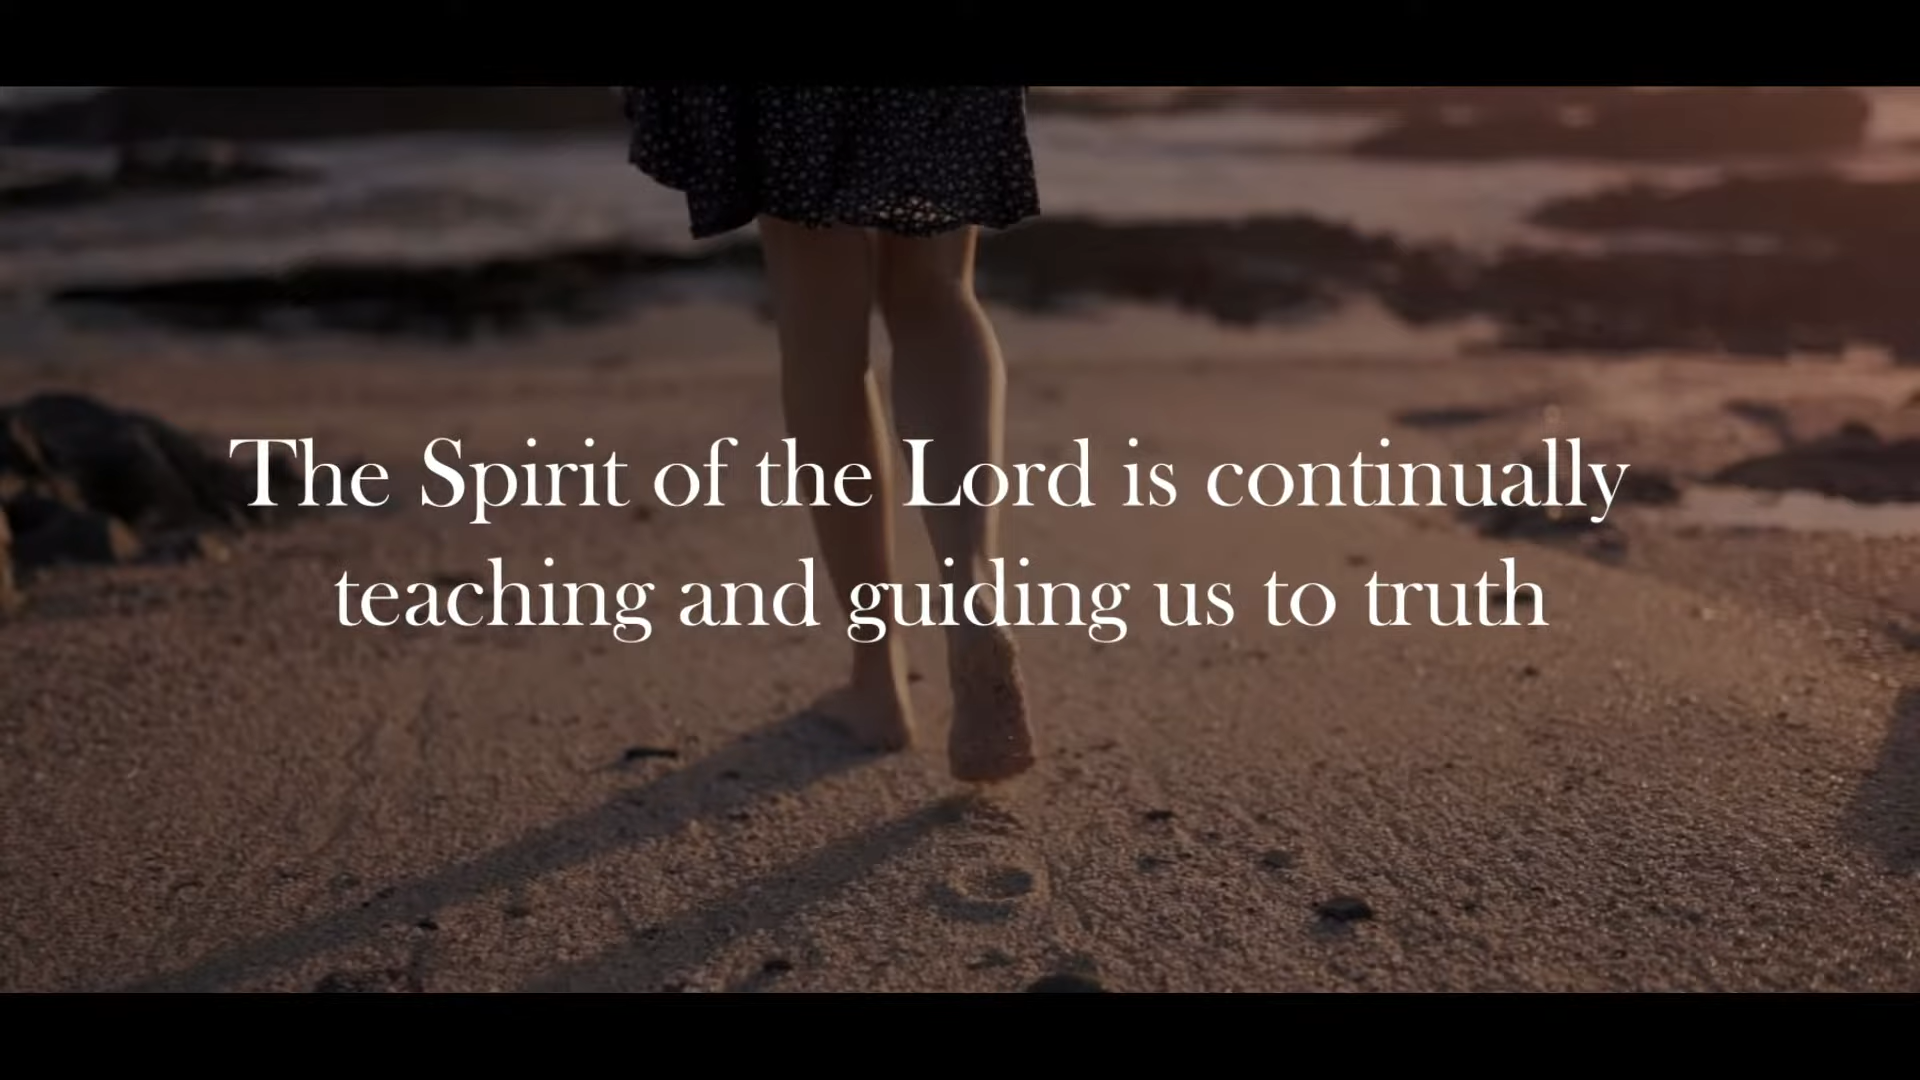 The Spirit of the Lord is continually
teaching and guiding us to truth